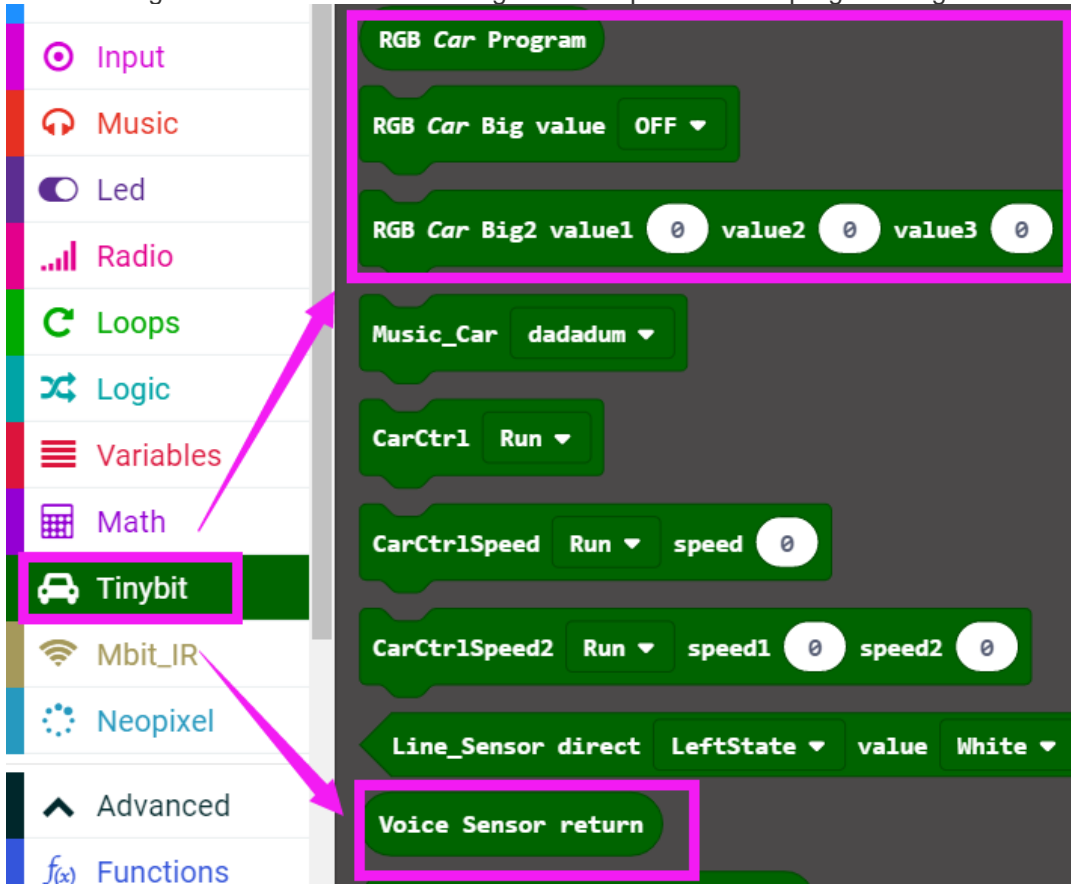 Input
Music
Led
Radio
Loops
Logic
Variables
Math
Tinybit
Mbit_IR
Neopixel
Advanced
f(x) Functions
RGB Car Program
RGB Car Big value OFF
RGB Car Big2 value1 0 value2 0 value3 0
Music_Car dadadum
CarCtrl Run
CarCtrlSpeed Run speed 0
CarCtrlSpeed2 Run speed1 0 speed2 0
Line_Sensor direct LeftState value White
Voice Sensor return